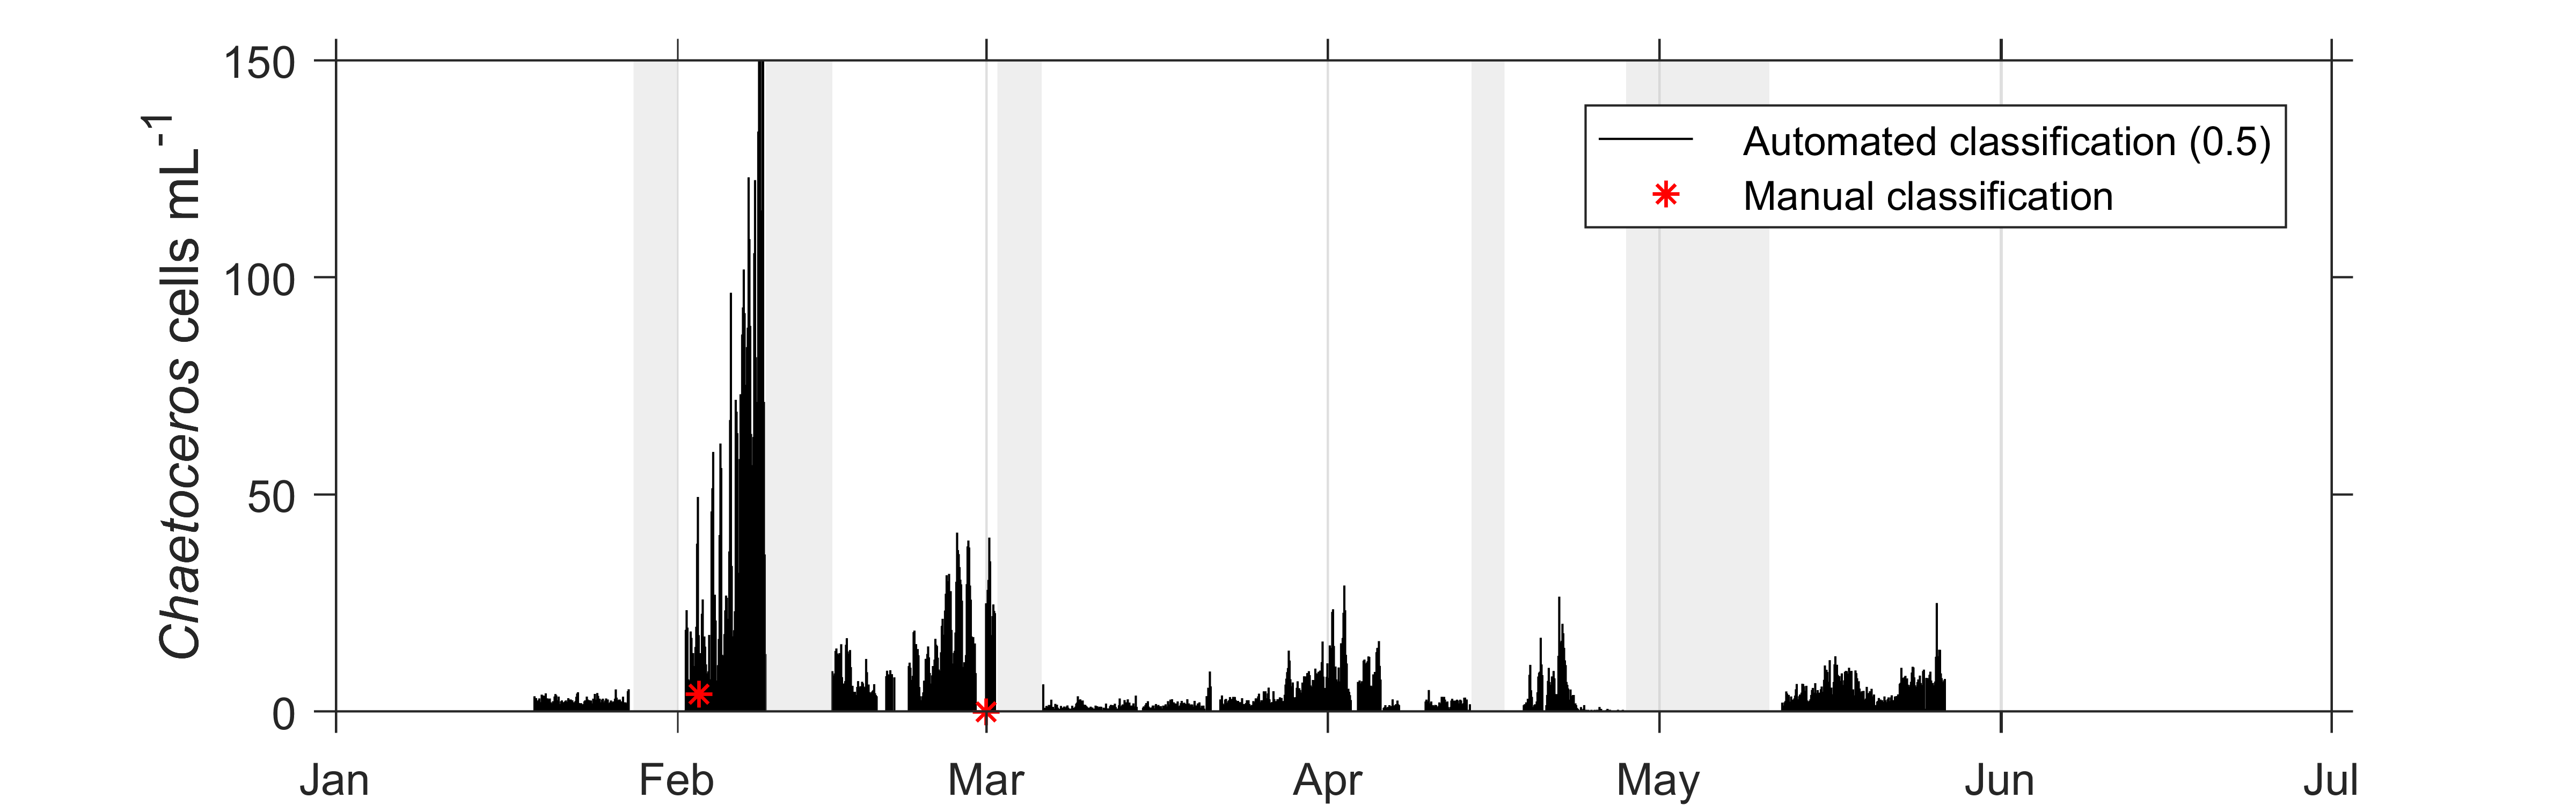 Chaetoceros cells mL-1
150
100
50
0
Automated classification (0.5)
Manual classification
Jan Feb Mar Apr May Jun Jul